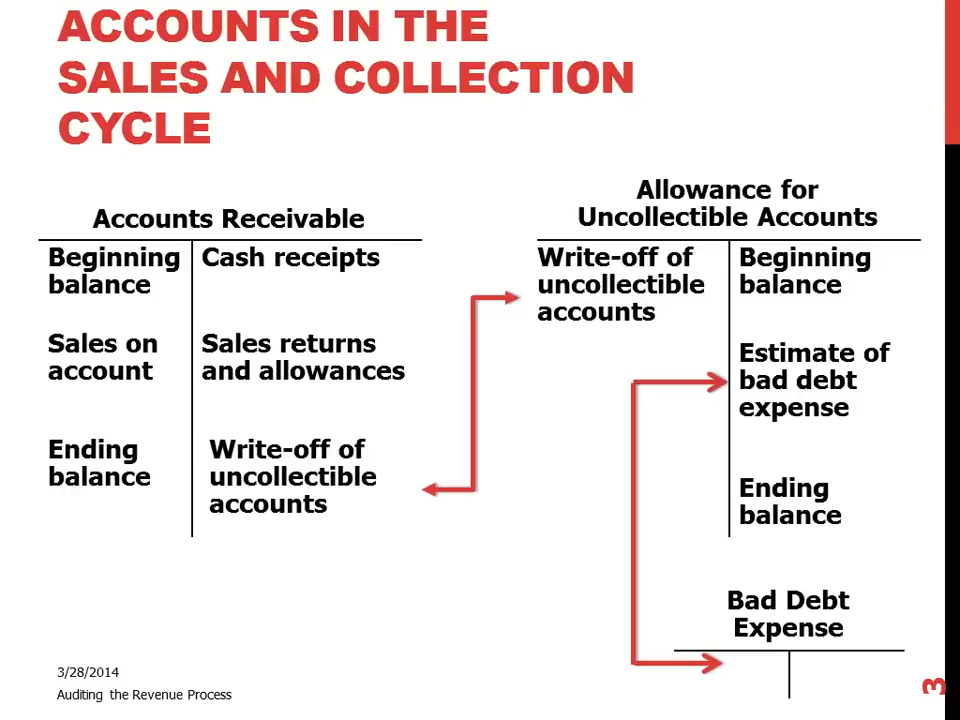 ACCOUNTS IN THE
SALES AND COLLECTION
CYCLE
Accounts Receivable
Beginning
balance
Cash receipts
Sales on
account
Sales returns
and allowances
Ending
balance
Write-off of
uncollectible
accounts
Allowance for
Uncollectible Accounts
Write-off of
uncollectible
accounts
Beginning
balance
Estimate of
bad debt
expense
Ending
balance
Bad Debt
Expense
3/28/2014
Auditing the Revenue Process
3